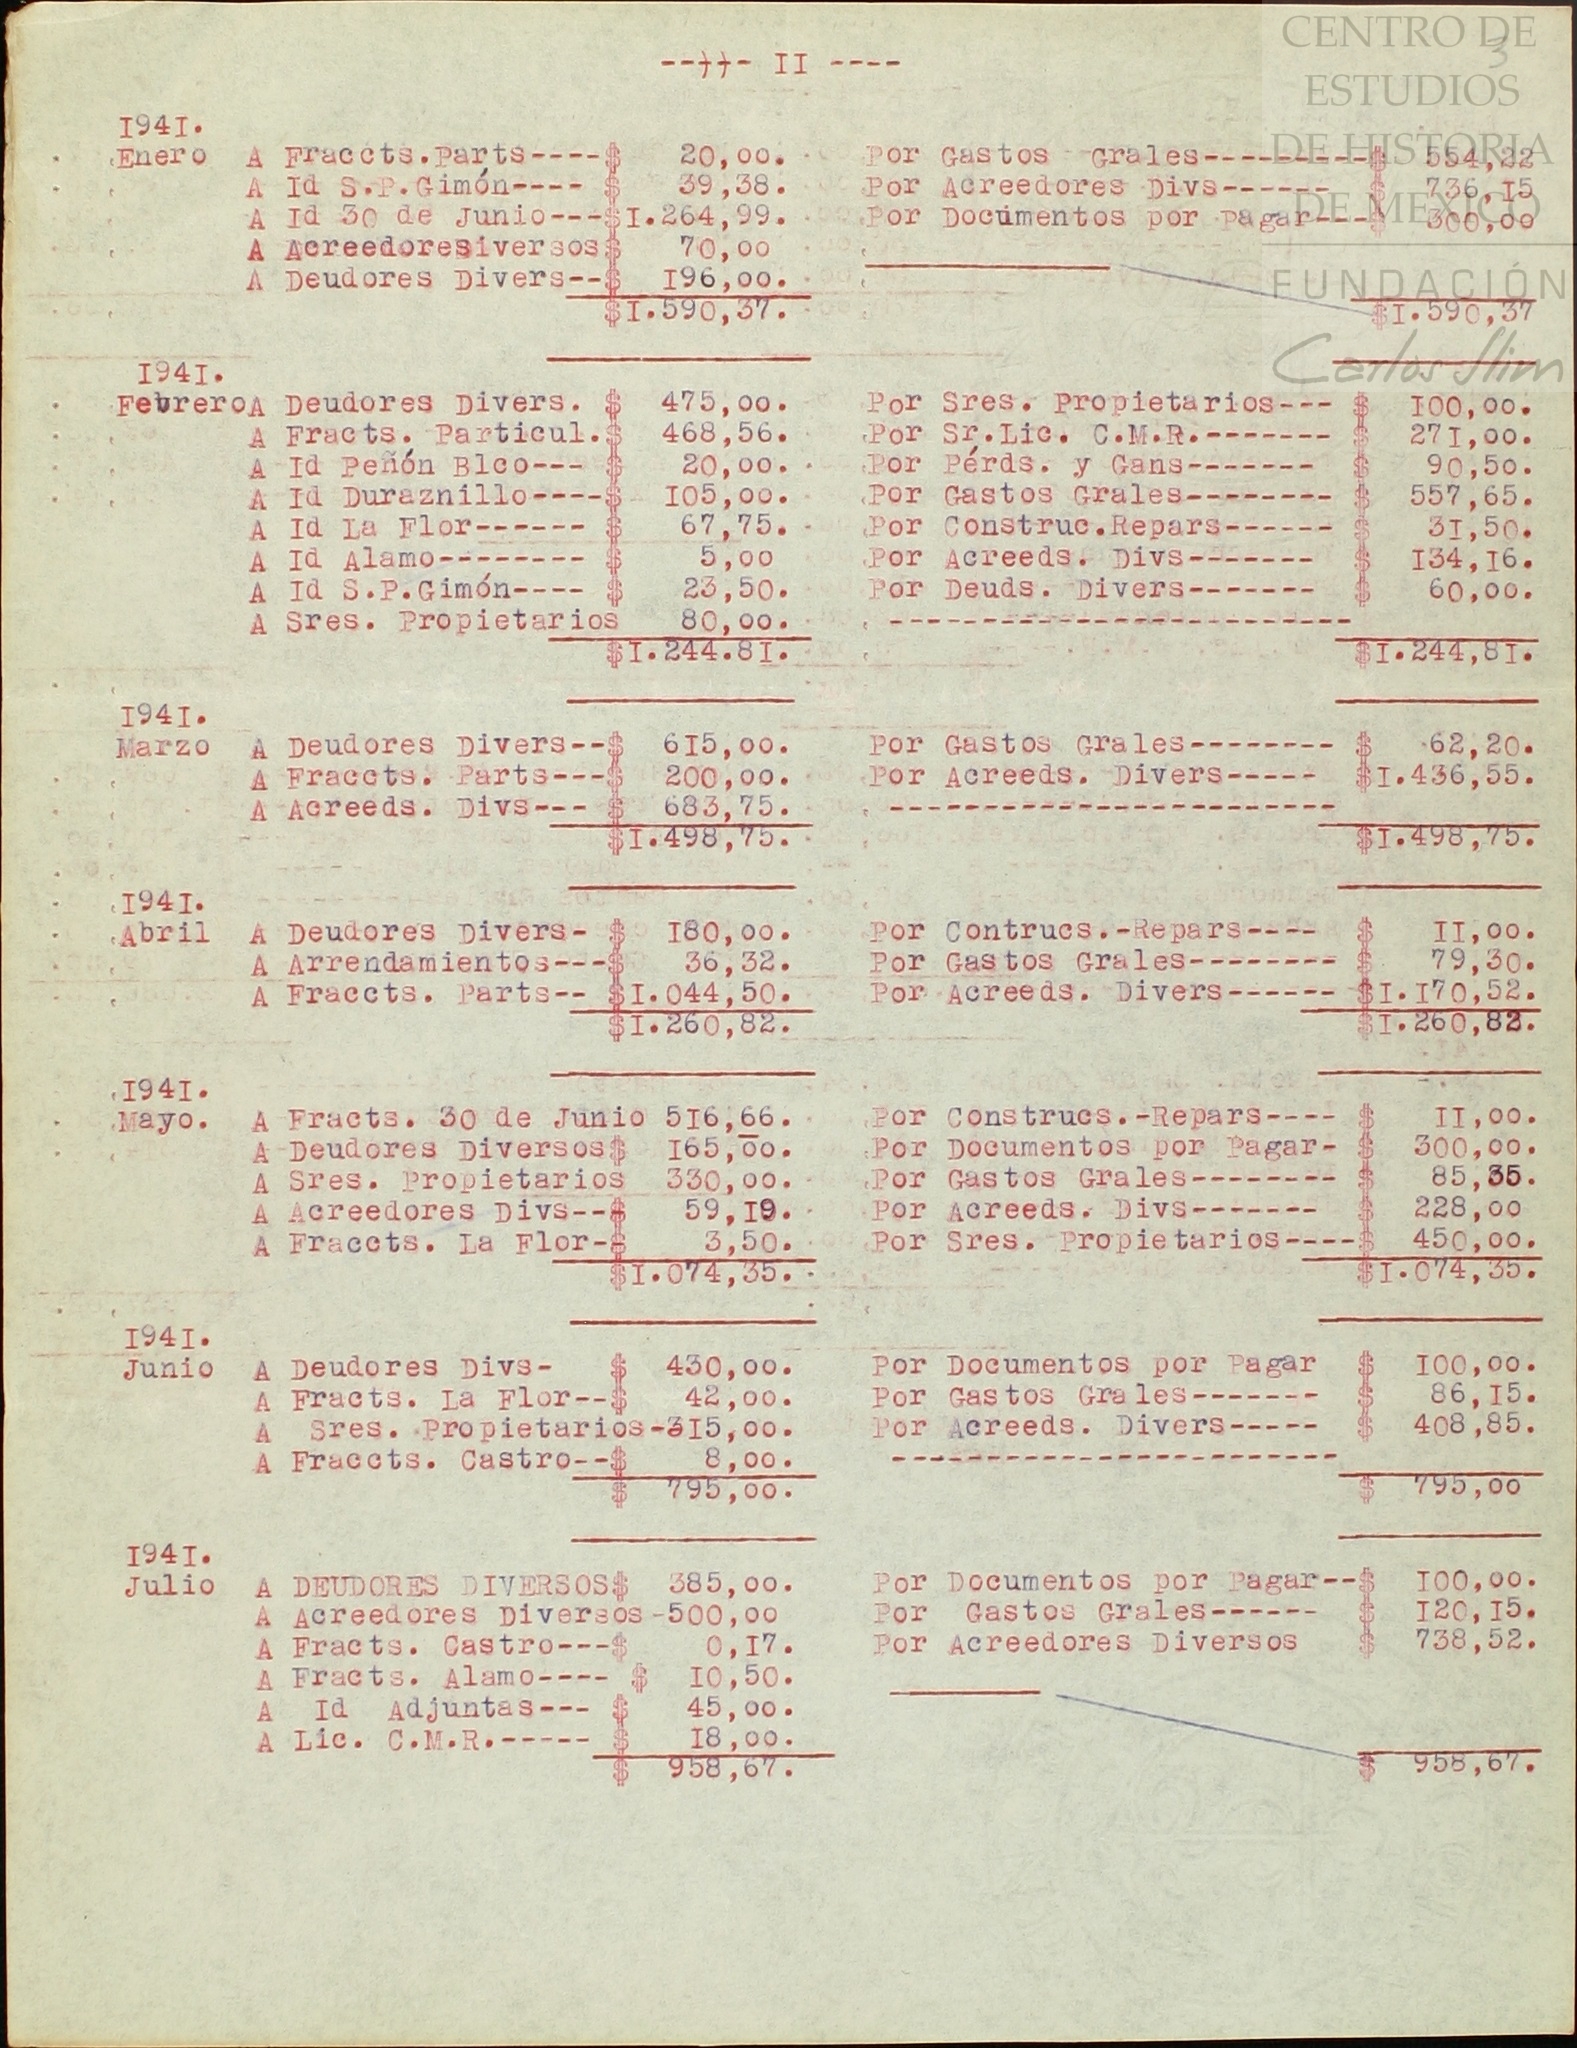 CENTRO DE
ESTUDIOS
DE HISTORIA
DE MEXICO
FUNDACIÓN
Carlos Slim
3
----- II ----
1941.
Enero A Fraccts.Parts----$ 20,00. Por Gastos Grales--------$ 554,22
A Id S.P.Gimón---- $ 39,38. Por Acreedores Divs------ $ 736,15
A Id 30 de Junio---$1.264,99. Por Documentos por Pagar---$ 300,00
A Acreedoresiversos$ 70,00
A Deudores Divers--$ 196,00.
$1.590,37. $1.590,37
1941.
Febrero A Deudores Divers. $ 475,00. Por Sres. Propietarios--- $ 100,00.
A Fracts. Particul.$ 468,56. Por Sr.Lic. C.M.R.------- $ 271,00.
A Id Peñón Blco--- $ 20,00. Por Pérds. y Gans------- $ 90,50.
A Id Duraznillo----$ 105,00. Por Gastos Grales-------- $ 557,65.
A Id La Flor------ $ 67,75. Por Construc.Repars------ $ 31,50.
A Id Alamo-------- $ 5,00 Por Acreeds. Divs------- $ 134,16.
A Id S.P.Gimón---- $ 23,50. Por Deuds. Divers------- $ 60,00.
A Sres. Propietarios 80,00. ------------------------
$1.244.81. $1.244,81.
1941.
Marzo A Deudores Divers--$ 615,00. Por Gastos Grales-------- $ 62,20.
A Fraccts. Parts---$ 200,00. Por Acreeds. Divers----- $1.436,55.
A Acreeds. Divs--- $ 683,75. -----------------------
$1.498,75. $1.498,75.
1941.
Abril A Deudores Divers- $ 180,00. Por Contrucs.-Repars---- $ 11,00.
A Arrendamientos---$ 36,32. Por Gastos Grales-------- $ 79,30.
A Fraccts. Parts-- $1.044,50. Por Acreeds. Divers------ $1.170,52.
$1.260,82. $1.260,82.
1941.
Mayo. A Fracts. 30 de Junio 516,66. Por Construcs.-Repars---- $ 11,00.
A Deudores Diversos$ 165,00. Por Documentos por Pagar- $ 300,00.
A Sres. Propietarios 330,00. Por Gastos Grales-------- $ 85,35.
A Acreedores Divs--$ 59,19. Por Acreeds. Divs------- $ 228,00
A Fraccts. La Flor-$ 3,50. Por Sres. Propietarios----$ 450,00.
$1.074,35. $1.074,35.
1941.
Junio A Deudores Divs- $ 430,00. Por Documentos por Pagar $ 100,00.
A Fracts. La Flor--$ 42,00. Por Gastos Grales------- $ 86,15.
A Sres. Propietarios-315,00. Por Acreeds. Divers----- $ 408,85.
A Fraccts. Castro--$ 8,00. -----------------------
$ 795,00. $ 795,00
1941.
Julio A DEUDORES DIVERSOS$ 385,00. Por Documentos por Pagar--$ 100,00.
A Acreedores Diversos-500,00 Por Gastos Grales------ $ 120,15.
A Fracts. Castro---$ 0,17. Por Acreedores Diversos $ 738,52.
A Fracts. Alamo---- $ 10,50.
A Id Adjuntas--- $ 45,00.
A Lic. C.M.R.----- $ 18,00.
$ 958,67. $ 958,67.